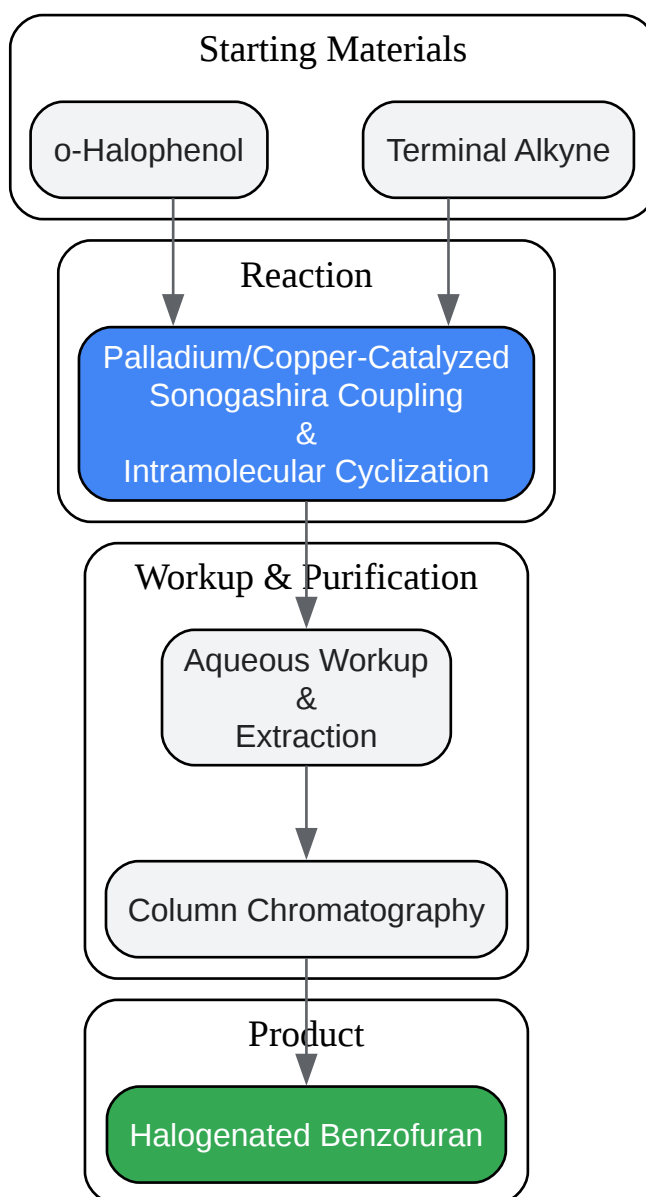 Starting Materials
o-Halophenol
Terminal Alkyne
Reaction
Palladium/Copper-Catalyzed
Sonogashira Coupling
&
Intramolecular Cyclization
Workup & Purification
Aqueous Workup
&
Extraction
Column Chromatography
Product
Halogenated Benzofuran